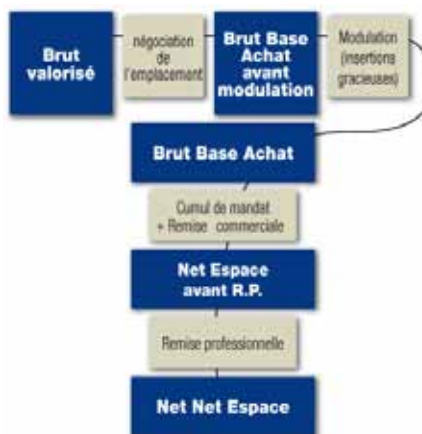 Brut
valorisé
négociation
de
l'emplacement
Brut Base
Achat
avant
modulation
Modulation
(insertions
gracieuses)
Brut Base Achat
Cumul de mandat
+ Remise commerciale
Net Espace
avant R.P.
Remise professionnelle
Net Net Espace